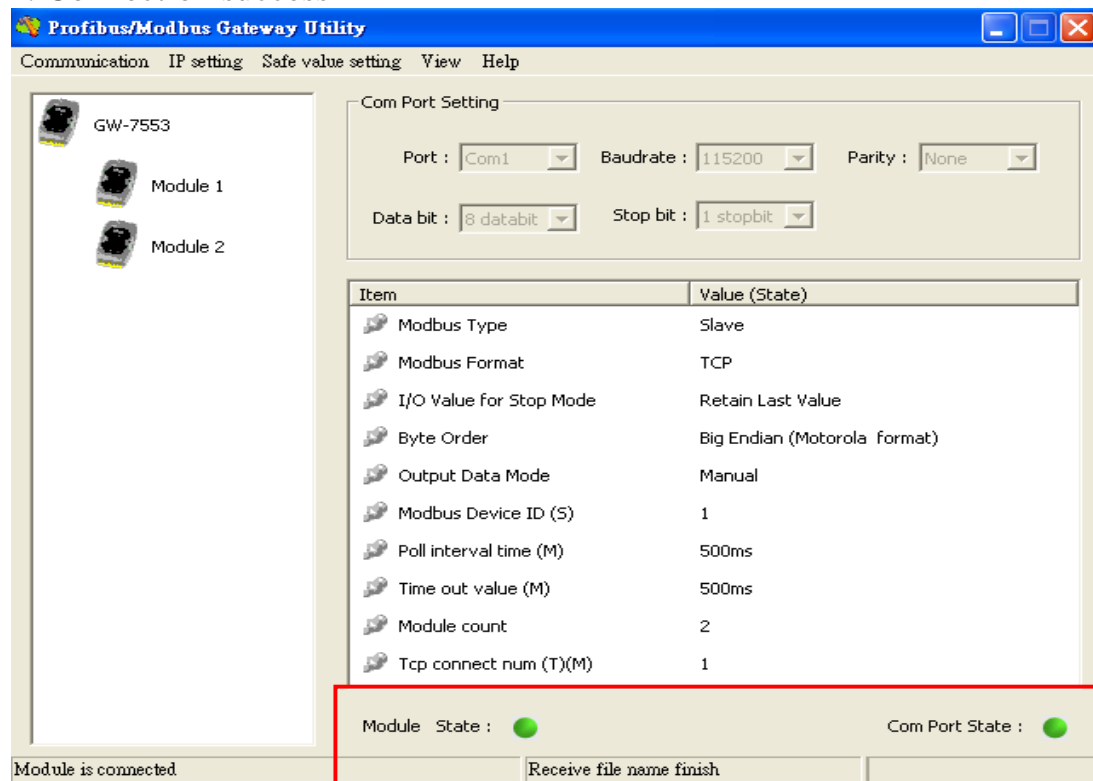 Profibus/Modbus Gateway Utility
Communication IP setting Safe value setting View Help
GW-7553
Module 1
Module 2
Com Port Setting
Port : Com1 Baudrate : 115200 Parity : None
Data bit : 8 databit Stop bit : 1 stopbit
Item Value (State)
Modbus Type Slave
Modbus Format TCP
I/O Value for Stop Mode Retain Last Value
Byte Order Big Endian (Motorola format)
Output Data Mode Manual
Modbus Device ID (S) 1
Poll interval time (M) 500ms
Time out value (M) 500ms
Module count 2
Tcp connect num (T)(M) 1
Module State : Com Port State :
Module is connected Receive file name finish